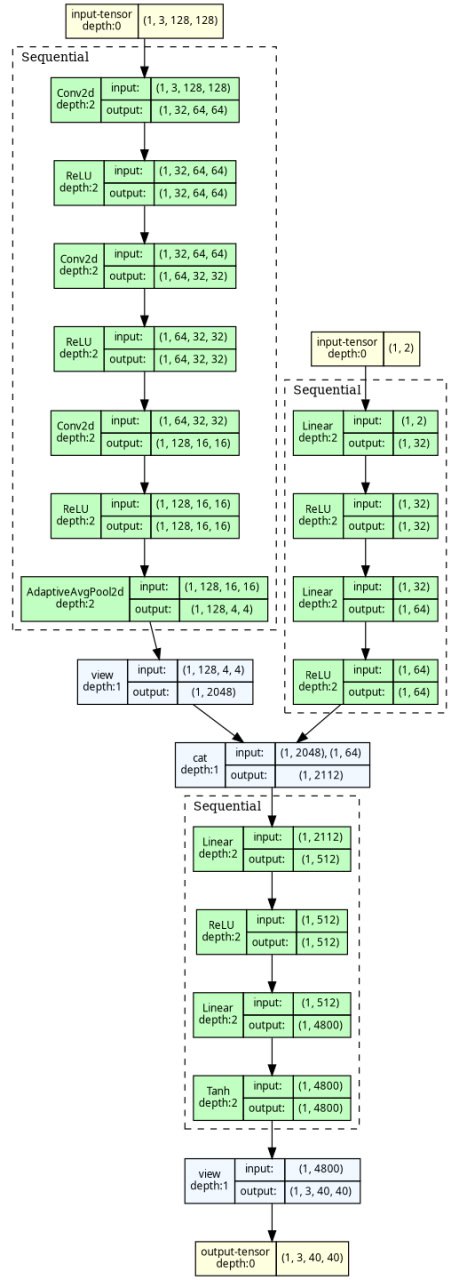 input-tensor
depth:0
(1, 3, 128, 128)
Sequential
Conv2d
depth:2
input:
(1, 3, 128, 128)
output:
(1, 32, 64, 64)
ReLU
depth:2
input:
(1, 32, 64, 64)
output:
(1, 32, 64, 64)
Conv2d
depth:2
input:
(1, 32, 64, 64)
output:
(1, 64, 32, 32)
ReLU
depth:2
input:
(1, 64, 32, 32)
output:
(1, 64, 32, 32)
Conv2d
depth:2
input:
(1, 64, 32, 32)
output:
(1, 128, 16, 16)
ReLU
depth:2
input:
(1, 128, 16, 16)
output:
(1, 128, 16, 16)
AdaptiveAvgPool2d
depth:2
input:
(1, 128, 16, 16)
output:
(1, 128, 4, 4)
view
depth:1
input:
(1, 128, 4, 4)
output:
(1, 2048)
input-tensor
depth:0
(1, 2)
Sequential
Linear
depth:2
input:
(1, 2)
output:
(1, 32)
ReLU
depth:2
input:
(1, 32)
output:
(1, 32)
Linear
depth:2
input:
(1, 32)
output:
(1, 64)
ReLU
depth:2
input:
(1, 64)
output:
(1, 64)
cat
depth:1
input:
(1, 2048), (1, 64)
output:
(1, 2112)
Sequential
Linear
depth:2
input:
(1, 2112)
output:
(1, 512)
ReLU
depth:2
input:
(1, 512)
output:
(1, 512)
Linear
depth:2
input:
(1, 512)
output:
(1, 4800)
Tanh
depth:2
input:
(1, 4800)
output:
(1, 4800)
view
depth:1
input:
(1, 4800)
output:
(1, 3, 40, 40)
output-tensor
depth:0
(1, 3, 40, 40)